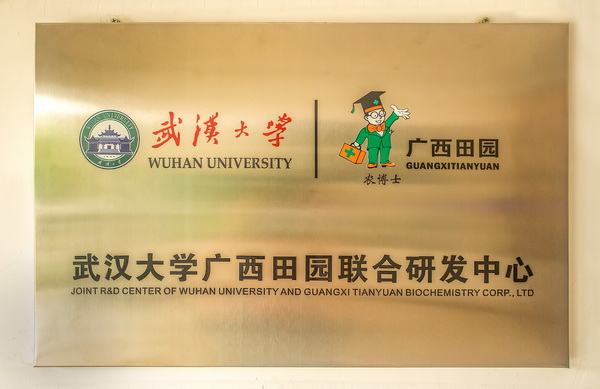 武漢大学
WUHAN UNIVERSITY
农博士
广西田园
GUANGXITIANYUAN
武汉大学广西田园联合研发中心
JOINT R&D CENTER OF WUHAN UNIVERSITY AND GUANGXI TIANYUAN BIOCHEMISTRY CORP., LTD